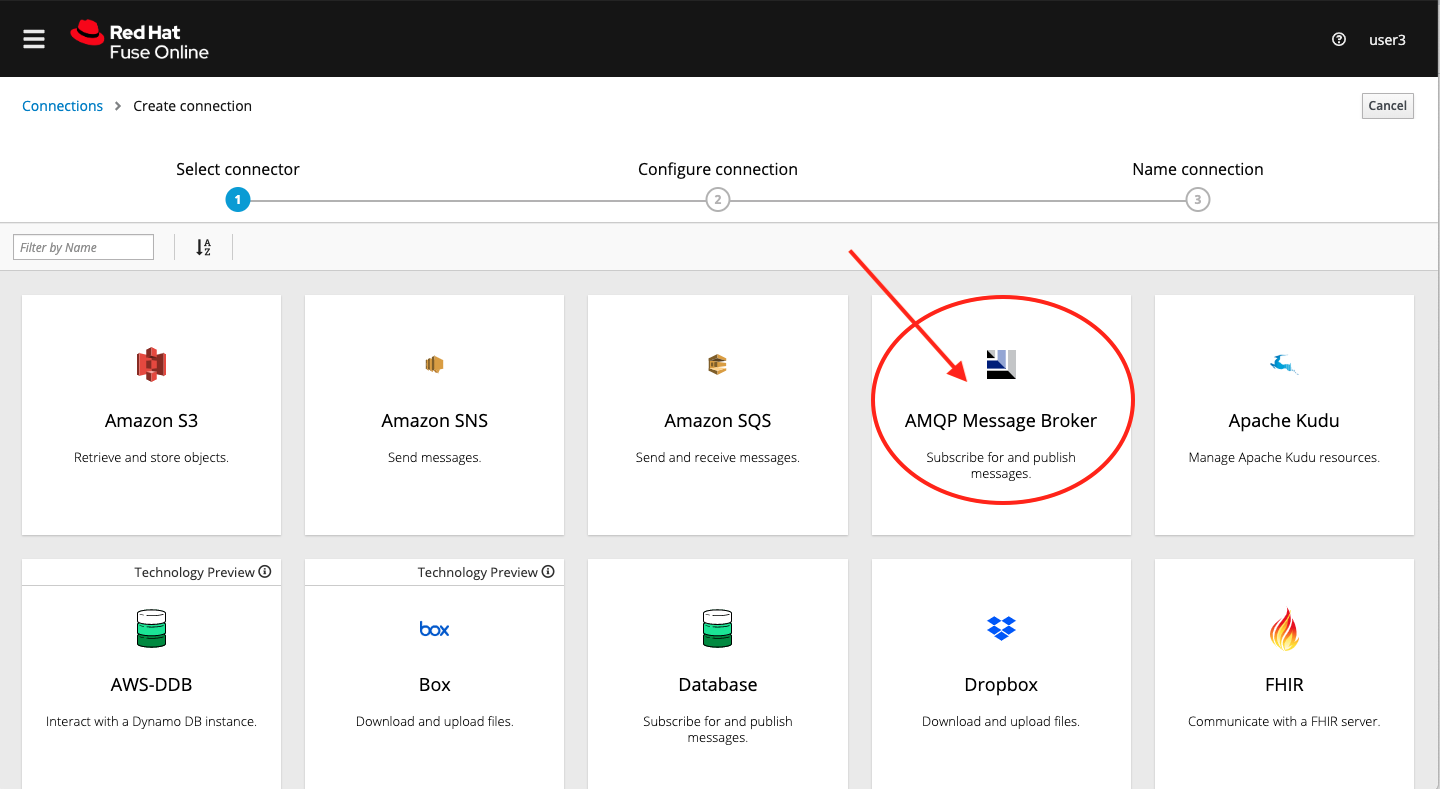 Red Hat
Fuse Online
user3
Connections > Create connection
Cancel
Select connector
Configure connection
Name connection
1
2
3
Filter by Name
A
Z
Amazon S3
Retrieve and store objects.
Amazon SNS
Send messages.
Amazon SQS
Send and receive messages.
AMQP Message Broker
Subscribe for and publish
messages.
Apache Kudu
Manage Apache Kudu resources.
Technology Preview
AWS-DDB
Interact with a Dynamo DB instance.
Technology Preview
box
Box
Download and upload files.
Database
Subscribe for and publish
messages.
Dropbox
Download and upload files.
FHIR
Communicate with a FHIR server.